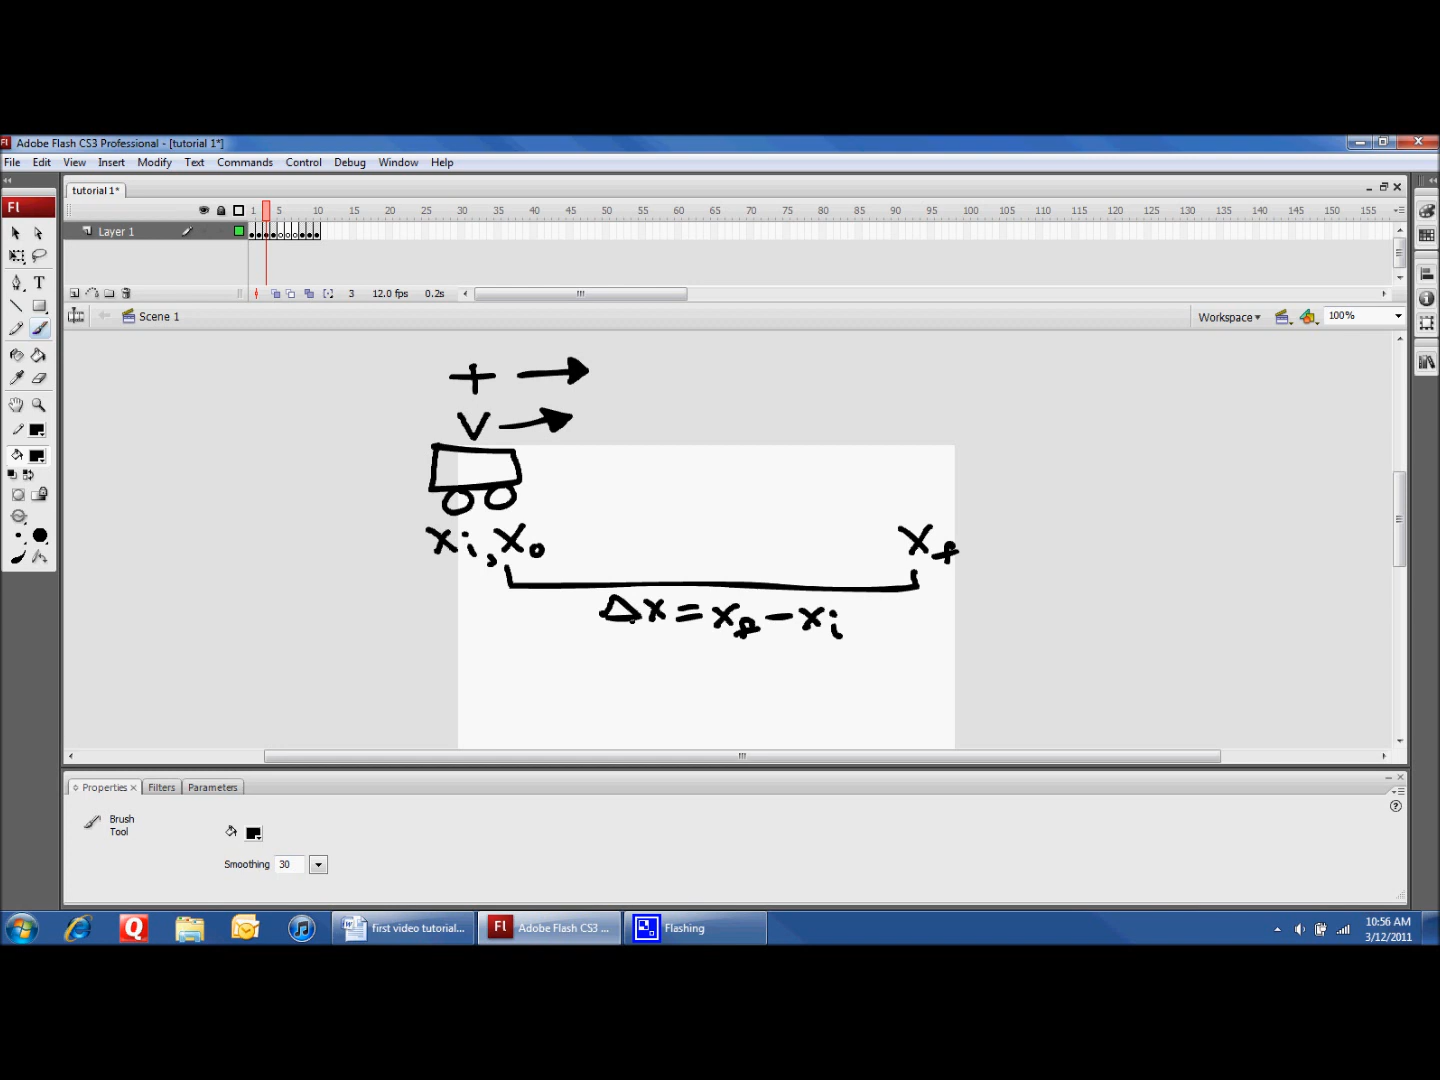 Adobe Flash CS3 Professional - [tutorial 1*]
File Edit View Insert Modify Text Commands Control Debug Window Help
tutorial 1*
Fl
1 5 10 15 20 25 30 35 40 45 50 55 60 65 70 75 80 85 90 95 100 105 110 115 120 125 130 135 140 145 150 155
Layer 1
3 12.0 fps 0.2s
Scene 1
Workspace
100%
+ →
V →
xi, xo
xf
Δx = xf - xi
Properties Filters Parameters
Brush
Tool
Smoothing 30
first video tutorial...
Fl Adobe Flash CS3 ...
Flashing
10:56 AM
3/12/2011